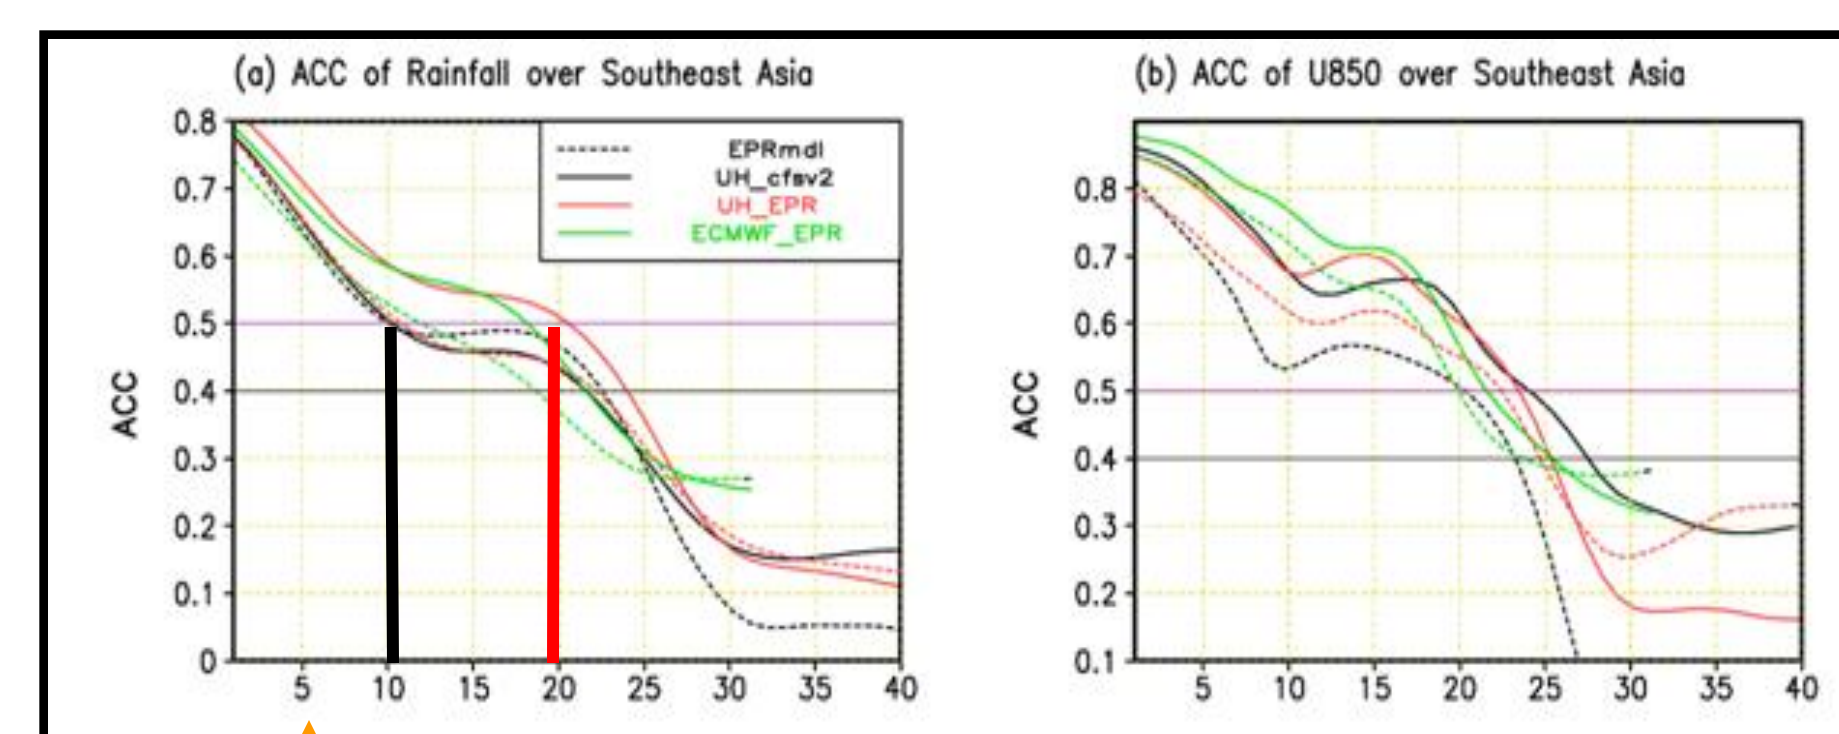 (a) ACC of Rainfall over Southeast Asia
0.8
0.7
0.6
0.5
0.4
0.3
0.2
0.1
0
ACC
EPRmdl
UH_cfsv2
UH_EPR
ECMWF_EPR
5 10 15 20 25 30 35 40
(b) ACC of U850 over Southeast Asia
0.8
0.7
0.6
0.5
0.4
0.3
0.2
0.1
ACC
5 10 15 20 25 30 35 40